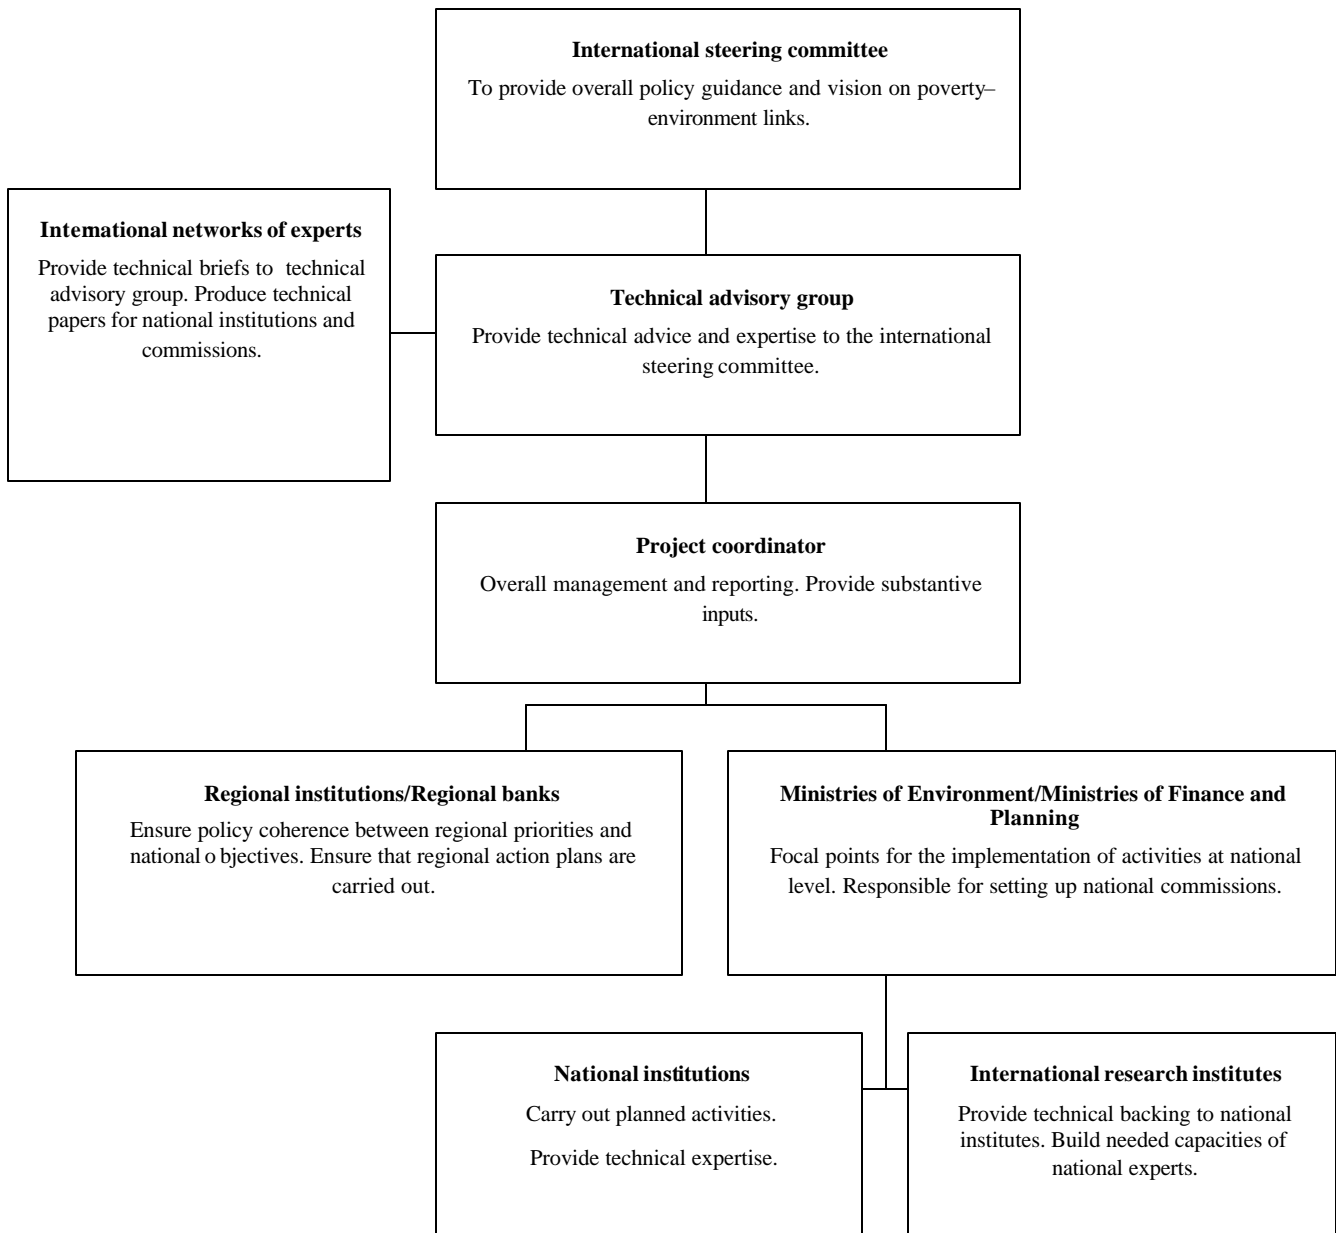 International steering committee
To provide overall policy guidance and vision on poverty–
environment links.
International networks of experts
Provide technical briefs to technical
advisory group. Produce technical
papers for national institutions and
commissions.
Technical advisory group
Provide technical advice and expertise to the international
steering committee.
Project coordinator
Overall management and reporting. Provide substantive
inputs.
Regional institutions/Regional banks
Ensure policy coherence between regional priorities and
national o bjectives. Ensure that regional action plans are
carried out.
Ministries of Environment/Ministries of Finance and
Planning
Focal points for the implementation of activities at national
level. Responsible for setting up national commissions.
National institutions
Carry out planned activities.
Provide technical expertise.
International research institutes
Provide technical backing to national
institutes. Build needed capacities of
national experts.